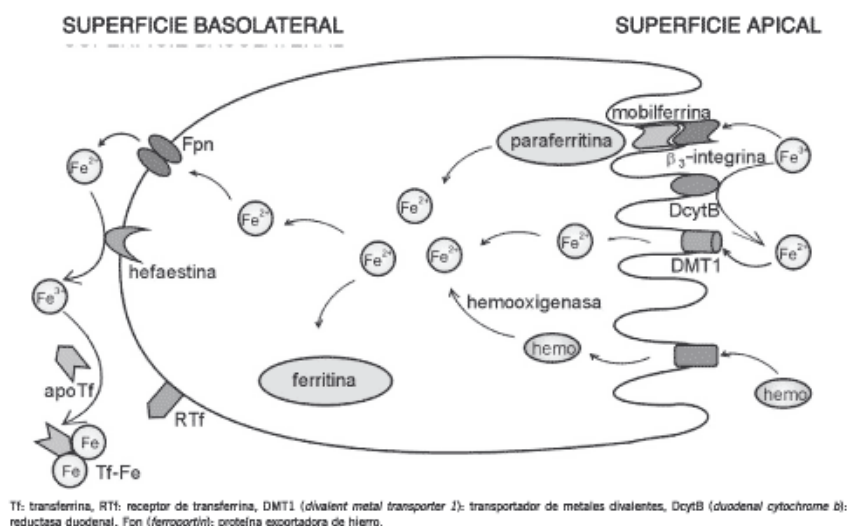 SUPERFICIE BASOLATERAL
SUPERFICIE APICAL
mobilferrina
Fpn
paraferritina
Fe3+
β3-integrina
Fe2+
DcytB
Fe2+
Fe2+
Fe2+
Fe2+
Fe2+
Fe2+
DMT1
hefaestina
Fe3+
hemooxigenasa
hemo
apoTf
ferritina
hemo
RTf
Fe
Fe
Tf-Fe
Tf: transferrina, RTf: receptor de transferrina, DMT1 (divalent metal transporter 1): transportador de metales divalentes, DcytB (duodenal cytochrome b):
reductasa duodenal, Fpn (ferroportin): proteína exportadora de hierro.